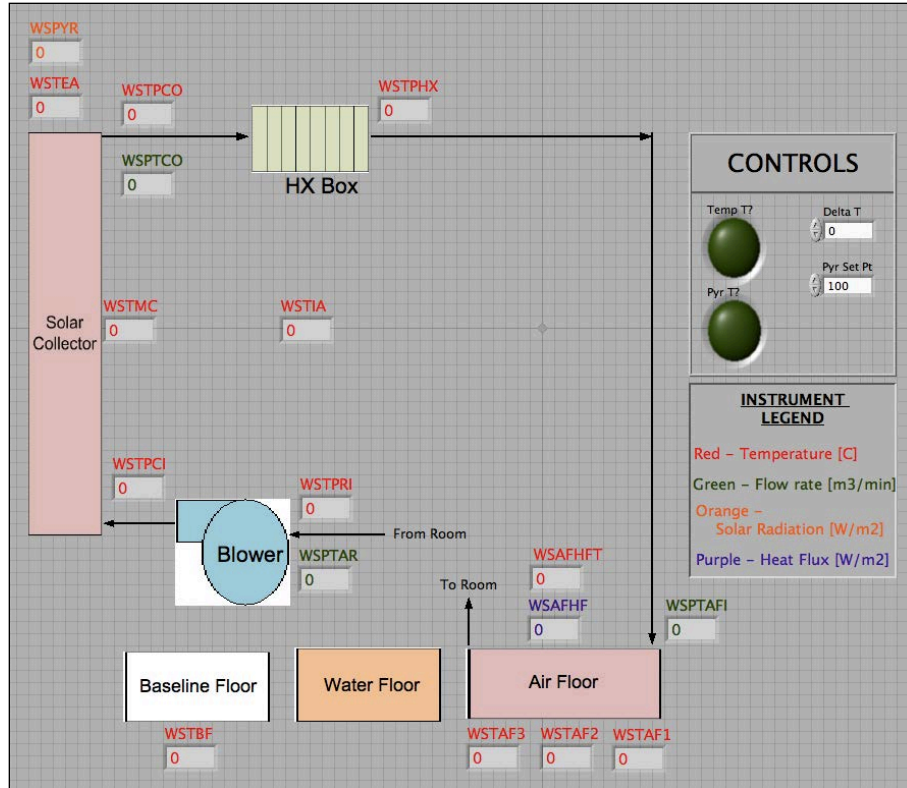 WSPYR
0
WSTEA
0
WSTPCO
0
WSPTCO
0
HX Box
WSTPHX
0
CONTROLS
Temp T?
Delta T
0
Pyr T?
Pyr Set Pt
100
Solar
Collector
WSTMC
0
WSTIA
0
INSTRUMENT
LEGEND
Red – Temperature [C]
Green – Flow rate [m3/min]
Orange –
Solar Radiation [W/m2]
Purple – Heat Flux [W/m2]
WSTPCI
0
Blower
WSTPRI
0
From Room
WSPTAR
0
To Room
WSAFHFT
0
WSAFHF
0
WSPTAFI
0
Baseline Floor
Water Floor
Air Floor
WSTBF
0
WSTAF3
0
WSTAF2
0
WSTAF1
0